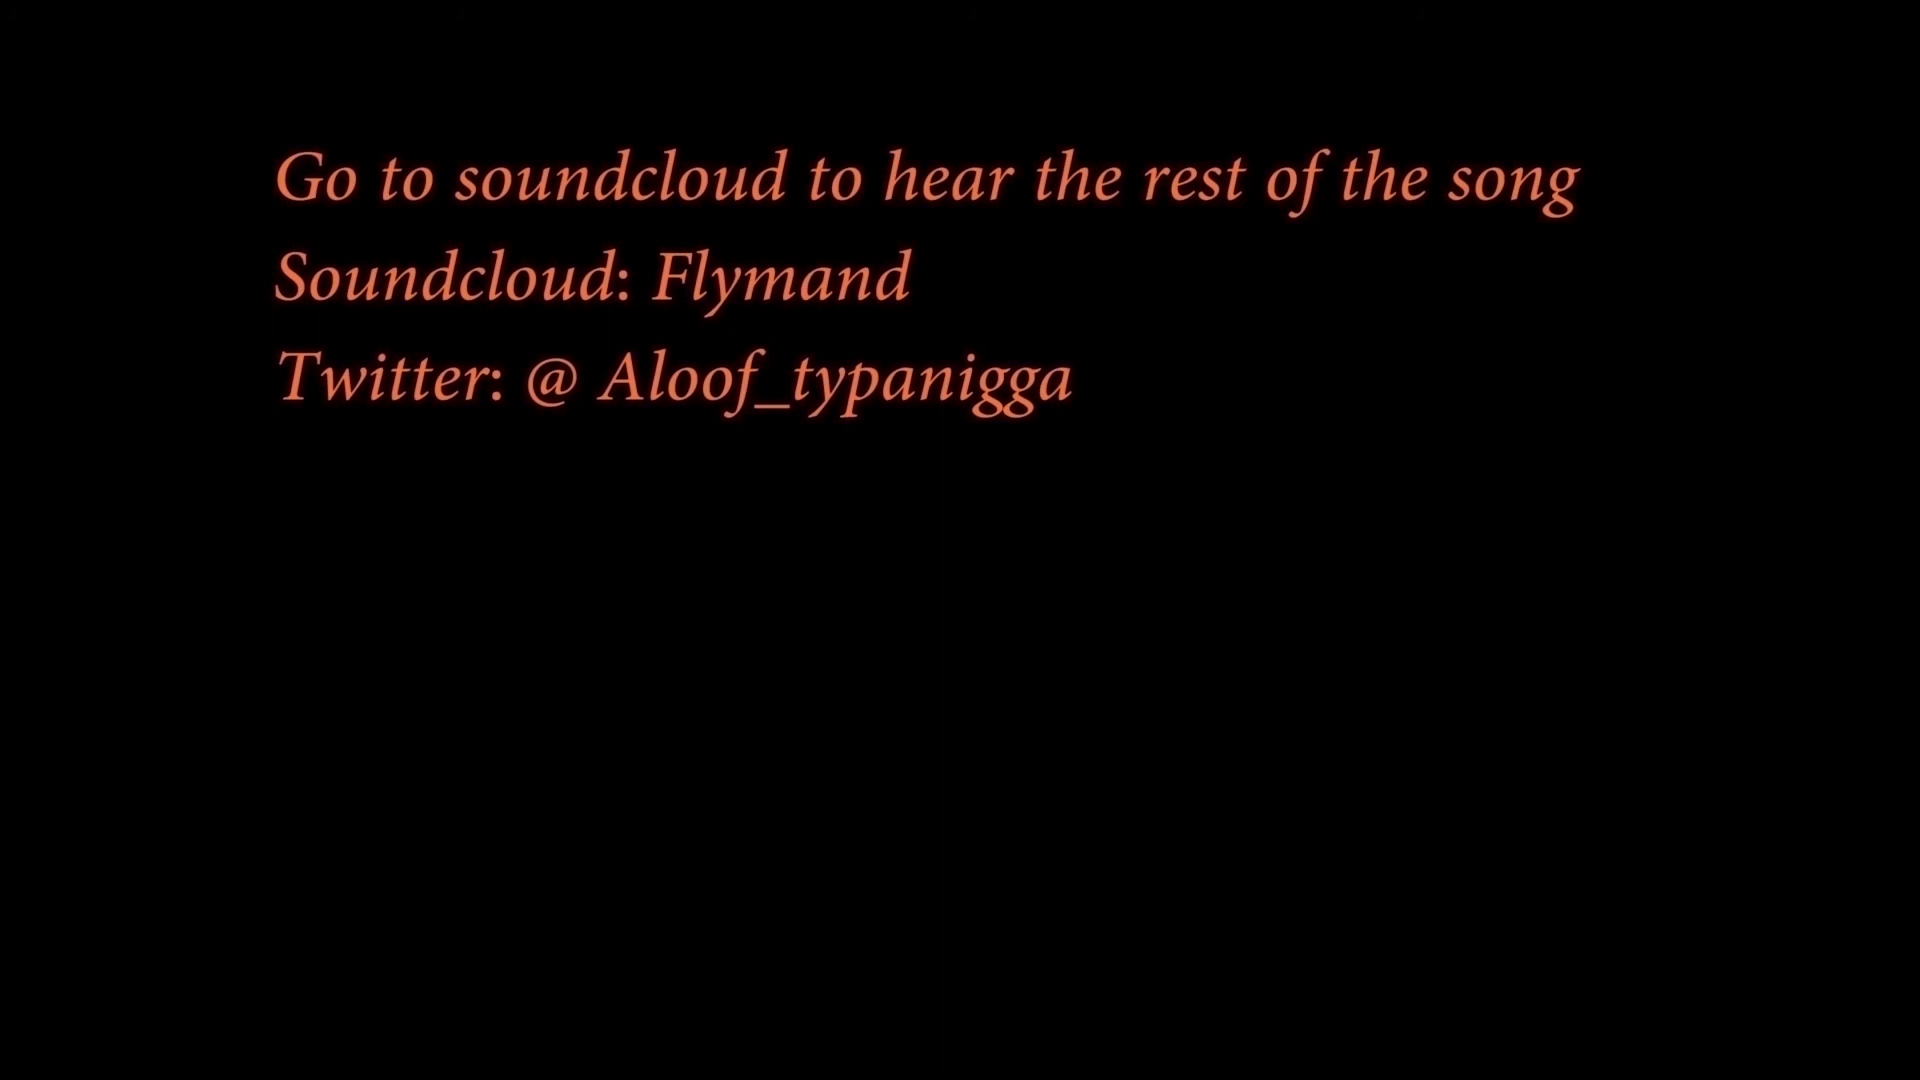 Go to soundcloud to hear the rest of the song
Soundcloud: Flymand
Twitter: @ Aloof_typanigga